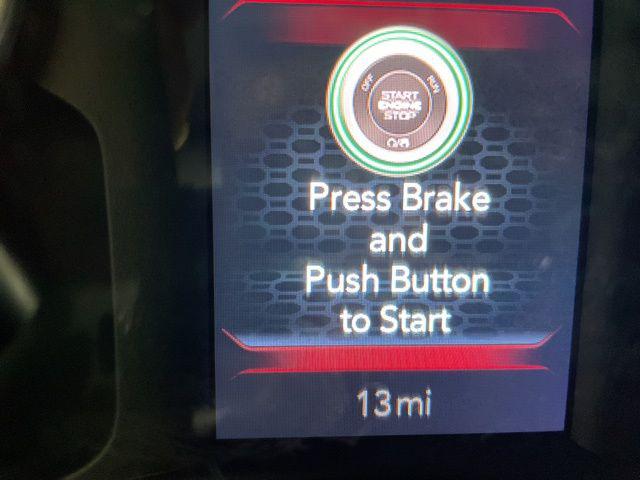 OFF
RUN
START
ENGINE
STOP
Press Brake
and
Push Button
to Start
13mi